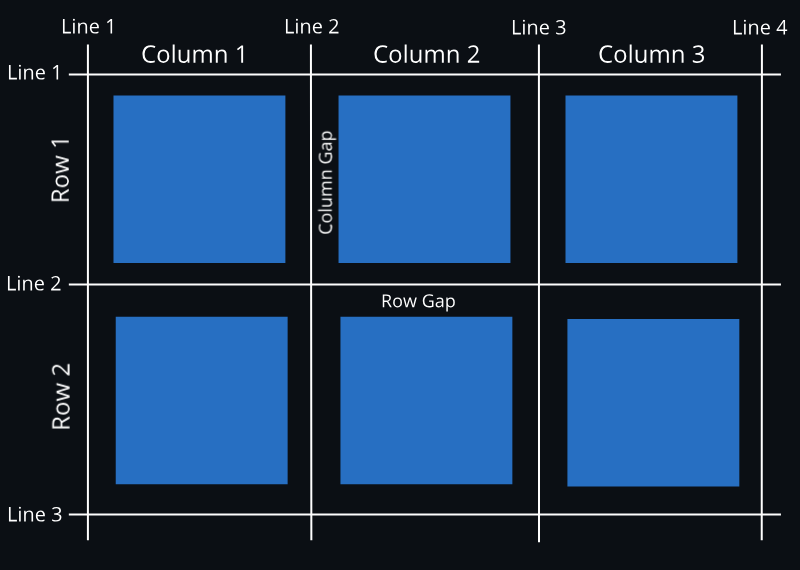 Line 1
Line 2
Line 3
Line 4
Column 1
Column 2
Column 3
Line 1
Row 1
Column Gap
Line 2
Row Gap
Row 2
Line 3